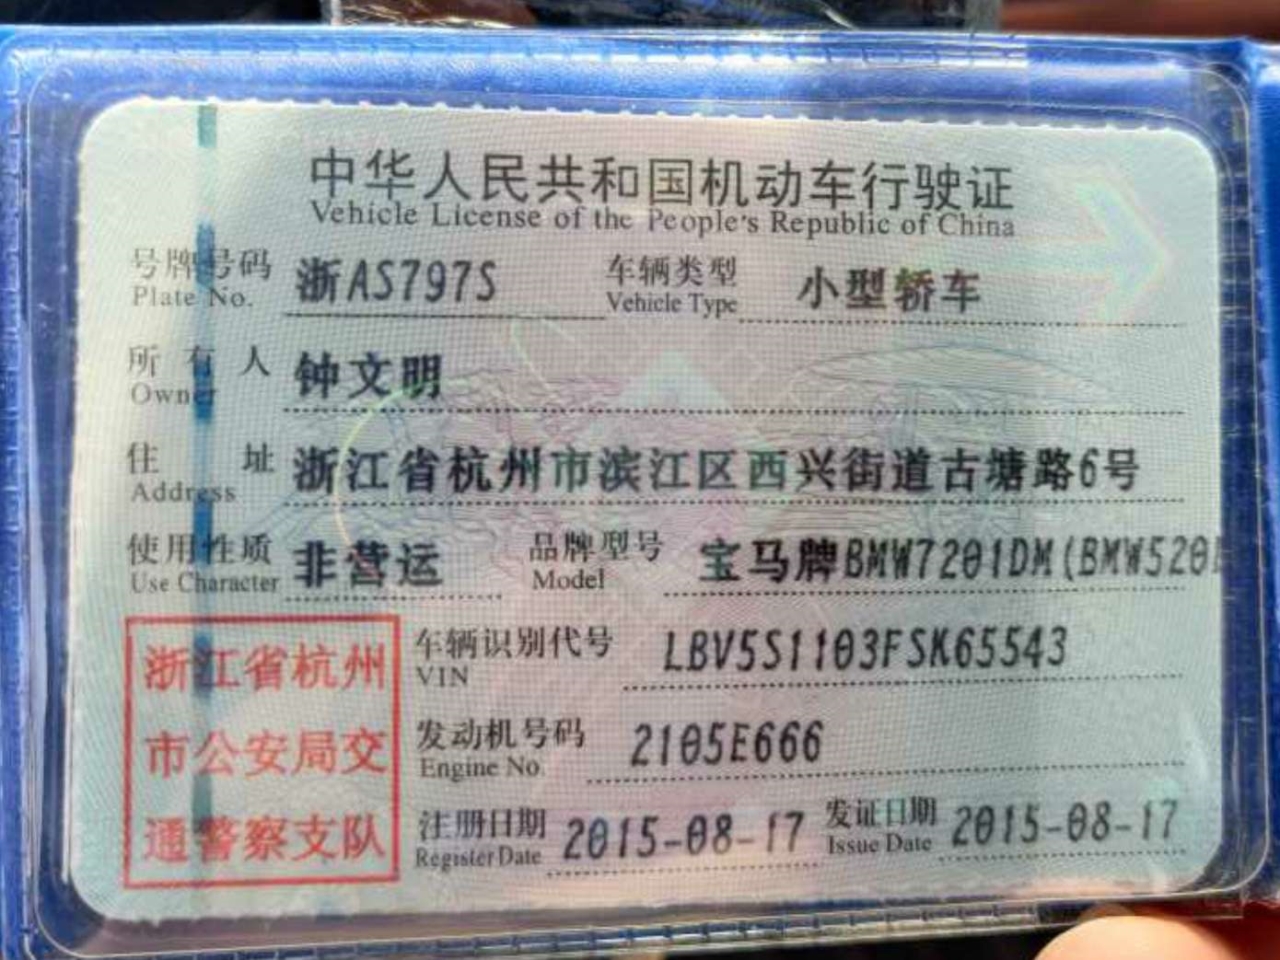 中华人民共和国机动车行驶证
Vehicle License of the People's Republic of China
号牌号码 浙AS797S 车辆类型 小型轿车
Plate No. Vehicle Type
所有人 钟文明
Owner
住址 浙江省杭州市滨江区西兴街道古塘路6号
Address
使用性质 非营运 品牌型号 宝马牌BMW7201DM(BMW520
Use Character Model
浙江省杭州
市公安局交
通警察支队
车辆识别代号 LBV5S1103FSK65543
VIN
发动机号码 2105E666
Engine No.
注册日期 2015-08-17 发证日期 2015-08-17
Register Date Issue Date